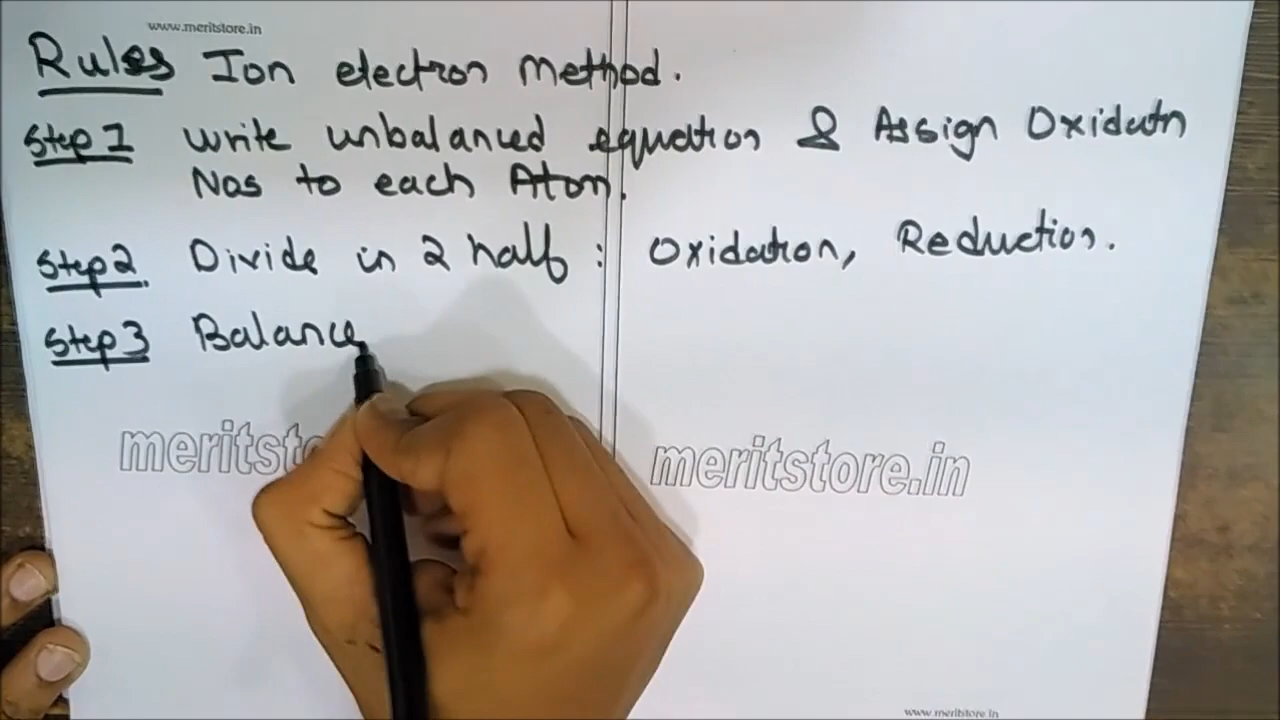 www.meritstore.in
Rules Ion electron method.
Step 1 write unbalanced equation & Assign Oxidatn
Nos to each Atom.
Step 2. Divide in 2 half : Oxidation, Reduction.
Step 3 Balance
meritsto
meritstore.in
www.meritstore.in